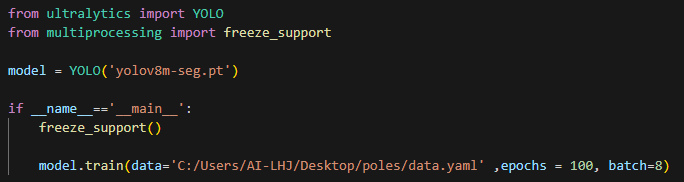 from ultralytics import YOLO
from multiprocessing import freeze_support
model = YOLO('yolov8m-seg.pt')
if __name__=='__main__':
    freeze_support()
    model.train(data='C:/Users/AI-LHJ/Desktop/poles/data.yaml' ,epochs = 100, batch=8)